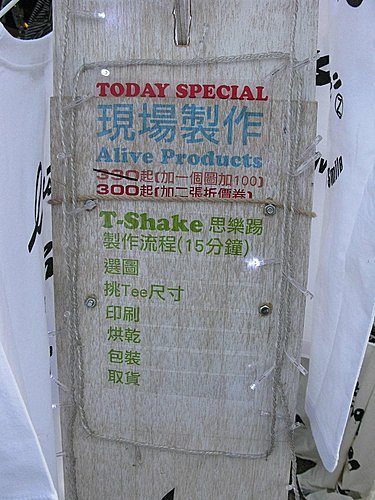 TODAY SPECIAL
現場製作
Alive Products
330起(加一個圖加100)
300起(加二張折價券)
T-Shake 思樂踢
製作流程(15分鐘)
選圖
挑Tee尺寸
印刷
烘乾
包裝
取貨